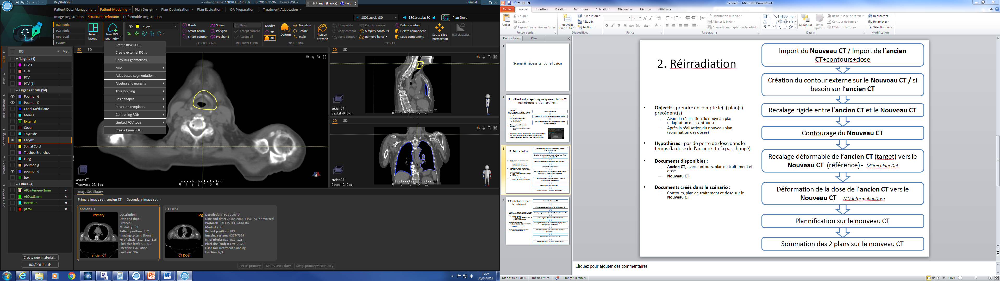 RaySation 6
Patient name: ANDREE BARBIER ID: 201603596 Case: CASE 2
FR French (France) Help
Clinical
Patient Data Management Patient Modeling Plan Design Plan Optimization Plan Evaluation QA Preparation Treatment Adaptation
Image Registration Structure Definition Deformable Registration
1801susclav30 1801susclav30 Plan Dose
ROI Tools
POI Tools
Approval
Fusion
Select layout
New ROI geometry
Larynx
Brush Spline
Smart brush Polygon
Smart contour Freehand
CONTOURING
Show
Accept current
Accept all
INTERPOLATION
Mode:
2D
3D
Deform
Translate
Rotate
Scale
3D EDITING
Region growing
Interpolate Couch removal Delete contour
Copy contour Simplify contours Delete component
Paste contour Remove holes Keep component
EXTRAS
Set to slice intersection
ROI statistics
Create new ROI...
Create external ROI...
Copy ROI geometries...
MBS
Atlas based segmentation...
Algebra and margins
Thresholding
Basic shapes
Structure templates
Controlling ROIs
Limited FOV tools
Create bone ROI...
ROIs
POIs
Registrations
Scripting
Protocols
Visualization
ROI Matl
Targets (4)
CTV T
GTV
PTV
PTV (1)
Organs at risk (14)
Poumon G
Poumon D
Canal Médullaire
Moelle
External
Coeur
Thyroide
Larynx
Spinal Cord
Trachée Bronches
Lung
poumon g
poumon d
box
Other (4)
AIOinterieur-1mm
AIOext3mm
interieur
paroi
Create new material...
ROI/POI details
2D 3D
ancien CT
Transversal: 22.14 cm
0 1 2 3 4 5 6 cm
2D 3D
ancien CT
Sagittal: -0.10 cm
0 5 10 15 20 cm
2D 3D
ancien CT
Coronal: 0.10 cm
0 5 10 15 20 cm
Image Set Library
Primary image set: ancien CT Secondary image set: -
ancien CT
Primary
ancien CT
Description:
Date and time:
Protocol:
Modality: CT
Patient position: HFS
Imaging system: [None]
Nr of pixels: 512 512 115
Pixel size [cm]: 0.1 0.1
Used for: Evaluation
Fraction: N/A
CT DOSI
Reg
CT DOSI
Description: SUS CLAV D
Date and time: 23 Jan 2018, 11:33:23 (hr:min:sec)
Protocol: RACHIS THORAX/CRG
Modality: CT
Patient position: HFS
Imaging system: HOST-7569
Nr of pixels: 512 512 126
Pixel size [cm]: 0.129 0.129
Used for: Treatment planning
Fraction: N/A
Set as primary Set as secondary Swap primary/secondary
17:25
30/04/2018
Scenarii - Microsoft PowerPoint
Fichier Accueil Insertion Création Transitions Animations Diaporama Révision Affichage
Coller
Couper
Copier
Reproduire la mise en forme
Presse-papiers
Nouvelle diapositive
Disposition
Rétablir
Section
Diapositives
12
Police
Orientation du texte
Aligner le texte
Convertir en graphique SmartArt
Paragraphe
Organiser
Styles rapides
Remplissage de forme
Contour de forme
Effets sur la forme
Dessin
Rechercher
Remplacer
Sélectionner
Modification
Diapositives Plan
1
Scenarii nécessitant une fusion
2
1. Utilisation d'images diagnostiques en plus du CT
dosimétrique - CT / CT-TEP / IRM -
3
2. Réirradiation
4
3. Evaluation en cours
de traitement
2. Réirradiation
• Objectif : prendre en compte le(s) plan(s)
précédent(s)
– Avant la réalisation du nouveau plan
(adaptation des contours)
– Après la réalisation du nouveau plan
(sommation des doses)
• Hypothèses : pas de perte de dose dans le
temps (la dose de l'ancien CT n'a pas changé)
• Documents disponibles :
– Ancien CT, avec contours, plan de traitement et
dose
– Nouveau CT
• Documents créés dans le scénario :
– Contours, plan de traitement et dose sur le
Nouveau CT
Import du Nouveau CT / Import de l'ancien
CT+contours+dose
Création du contour externe sur le Nouveau CT / si
besoin sur l'ancien CT
Recalage rigide entre l'ancien CT et le Nouveau CT
Contourage du Nouveau CT
Recalage déformable de l'ancien CT (target) vers le
Nouveau CT (référence) - MOrecalageDef
Déformation de la dose de l'ancien CT vers le
Nouveau CT – MOdeformationDose
Plannification sur le nouveau CT
Sommation des 2 plans sur le nouveau CT
Cliquez pour ajouter des commentaires
Diapositive 3 de 4 "Thème Office" Français (France)
116 %